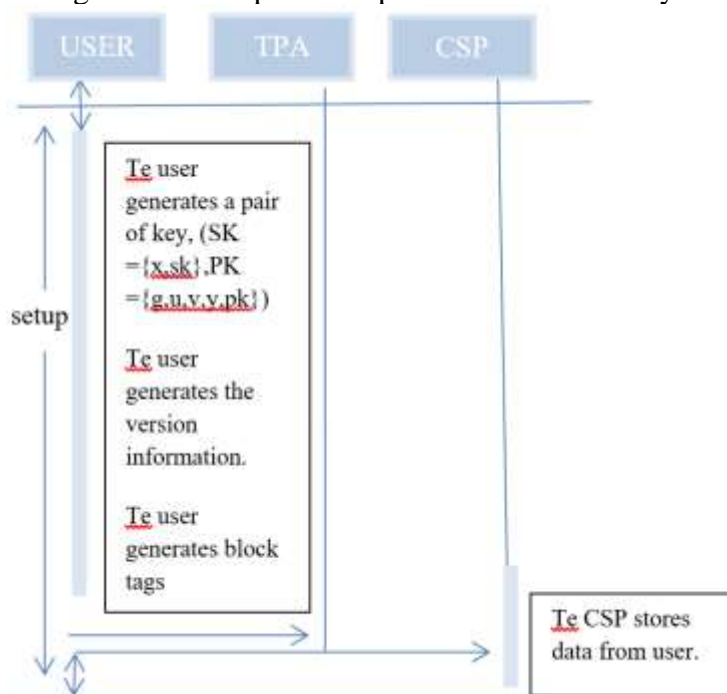 USER
TPA
CSP
Te user
generates a pair
of key, (SK
={x,sk},PK
={g,u,v,y,pk})
setup
Te user
generates the
version
information.
Te user
generates block
tags
Te CSP stores
data from user.